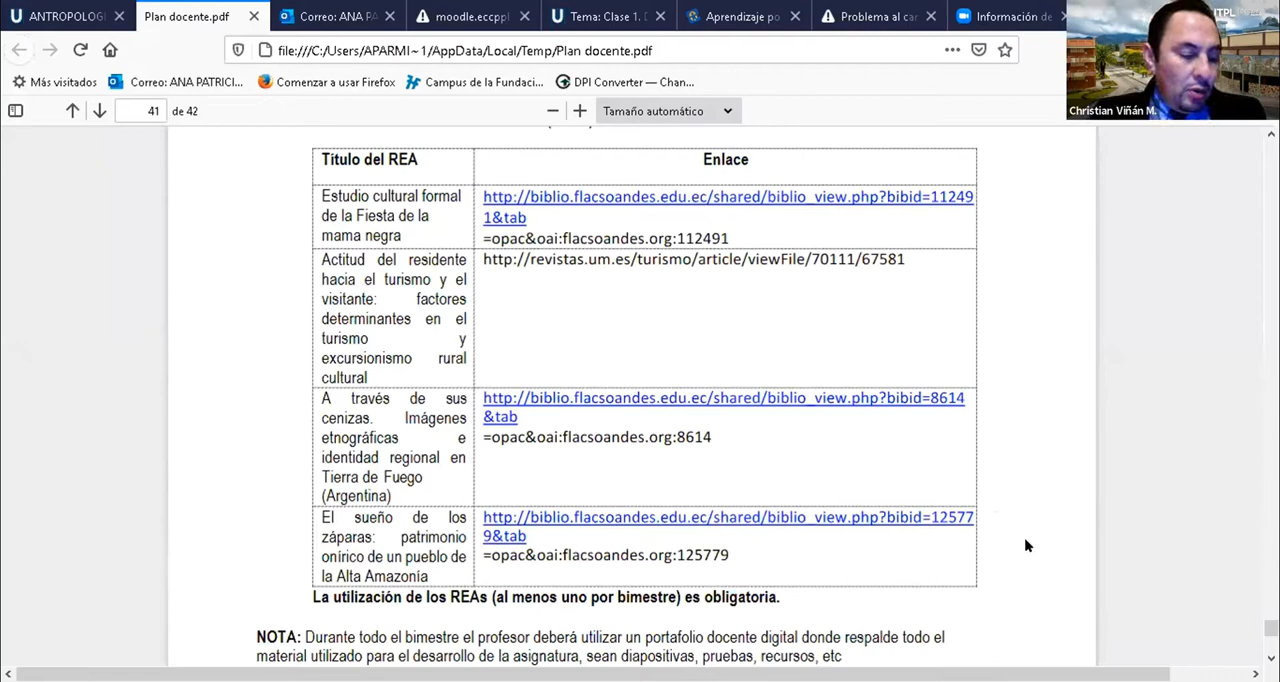 ANTROPOLOGÍ
Plan docente.pdf
Correo: ANA PA
moodle.eccppl
Tema: Clase 1. D
Aprendizaje po
Problema al car
Información de
file:///C:/Users/APARMI~1/AppData/Local/Temp/Plan docente.pdf
Más visitados
Correo: ANA PATRICI...
Comenzar a usar Firefox
Campus de la Fundaci...
DPI Converter — Chan...
Christian Viñán M.
41 de 42
Tamaño automático
Título del REA
Enlace
Estudio cultural formal
de la Fiesta de la
mama negra
http://biblio.flacsoandes.edu.ec/shared/biblio_view.php?bibid=11249
1&tab
=opac&oai:flacsoandes.org:112491
Actitud del residente
hacia el turismo y el
visitante: factores
determinantes en el
turismo y
excursionismo rural
cultural
http://revistas.um.es/turismo/article/viewFile/70111/67581
A través de sus
cenizas. Imágenes
etnográficas e
identidad regional en
Tierra de Fuego
(Argentina)
http://biblio.flacsoandes.edu.ec/shared/biblio_view.php?bibid=8614
&tab
=opac&oai:flacsoandes.org:8614
El sueño de los
záparas: patrimonio
onírico de un pueblo de
la Alta Amazonía
http://biblio.flacsoandes.edu.ec/shared/biblio_view.php?bibid=12577
9&tab
=opac&oai:flacsoandes.org:125779
La utilización de los REAs (al menos uno por bimestre) es obligatoria.
NOTA: Durante todo el bimestre el profesor deberá utilizar un portafolio docente digital donde respalde todo el
material utilizado para el desarrollo de la asignatura, sean diapositivas, pruebas, recursos, etc